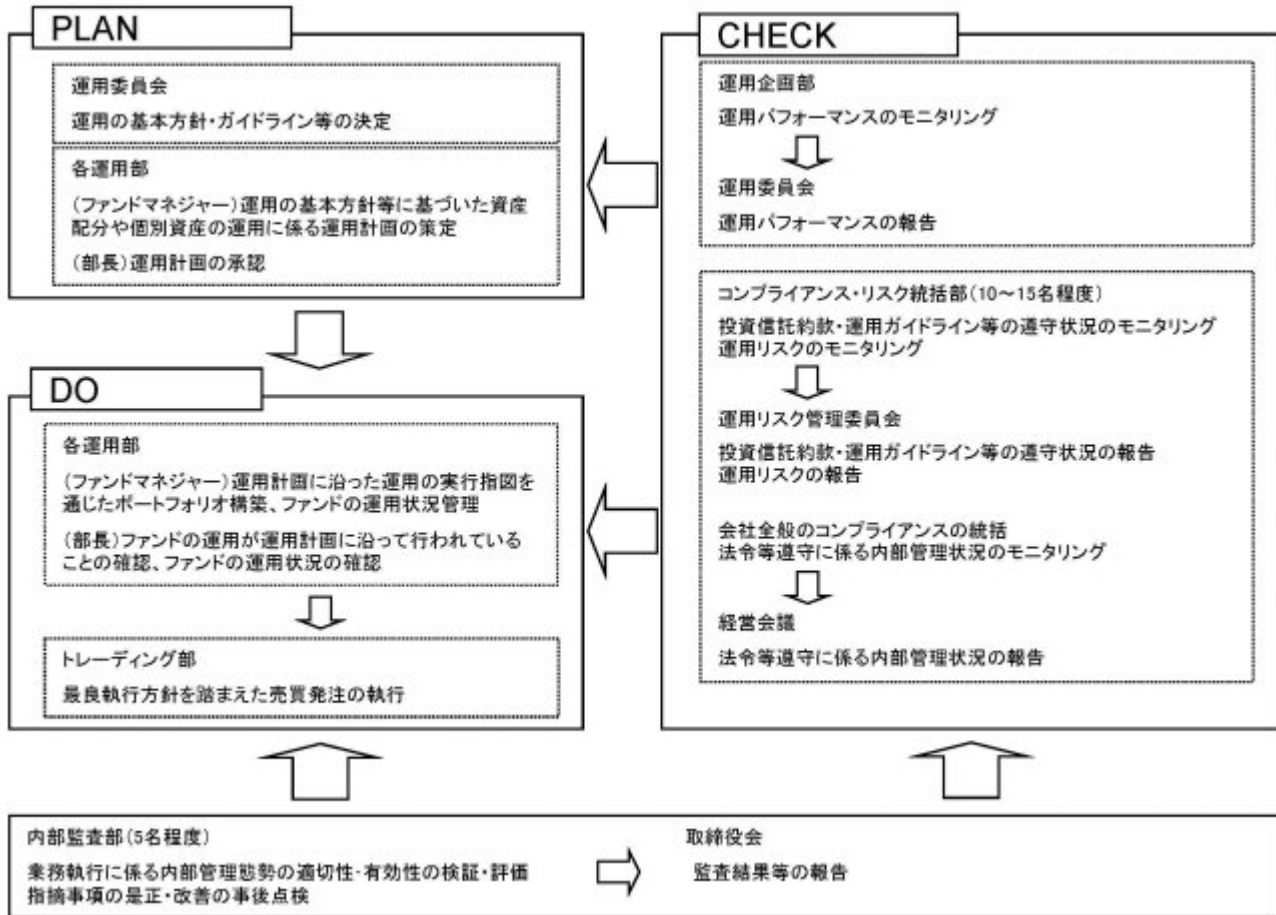 PLAN
運用委員会
運用の基本方針・ガイドライン等の決定
各運用部
(ファンドマネジャー)運用の基本方針等に基づいた資産
配分や個別資産の運用に係る運用計画の策定
(部長)運用計画の承認
DO
各運用部
(ファンドマネジャー)運用計画に沿った運用の実行指図を
通じたポートフォリオ構築、ファンドの運用状況管理
(部長)ファンドの運用が運用計画に沿って行われている
ことの確認、ファンドの運用状況の確認
トレーディング部
最良執行方針を踏まえた売買発注の執行
CHECK
運用企画部
運用パフォーマンスのモニタリング
運用委員会
運用パフォーマンスの報告
コンプライアンス・リスク統括部(10～15名程度)
投資信託約款・運用ガイドライン等の遵守状況のモニタリング
運用リスクのモニタリング
運用リスク管理委員会
投資信託約款・運用ガイドライン等の遵守状況の報告
運用リスクの報告
会社全般のコンプライアンスの統括
法令等遵守に係る内部管理状況のモニタリング
経営会議
法令等遵守に係る内部管理状況の報告
内部監査部(5名程度)
業務執行に係る内部管理態勢の適切性・有効性の検証・評価
指摘事項の是正・改善の事後点検
取締役会
監査結果等の報告